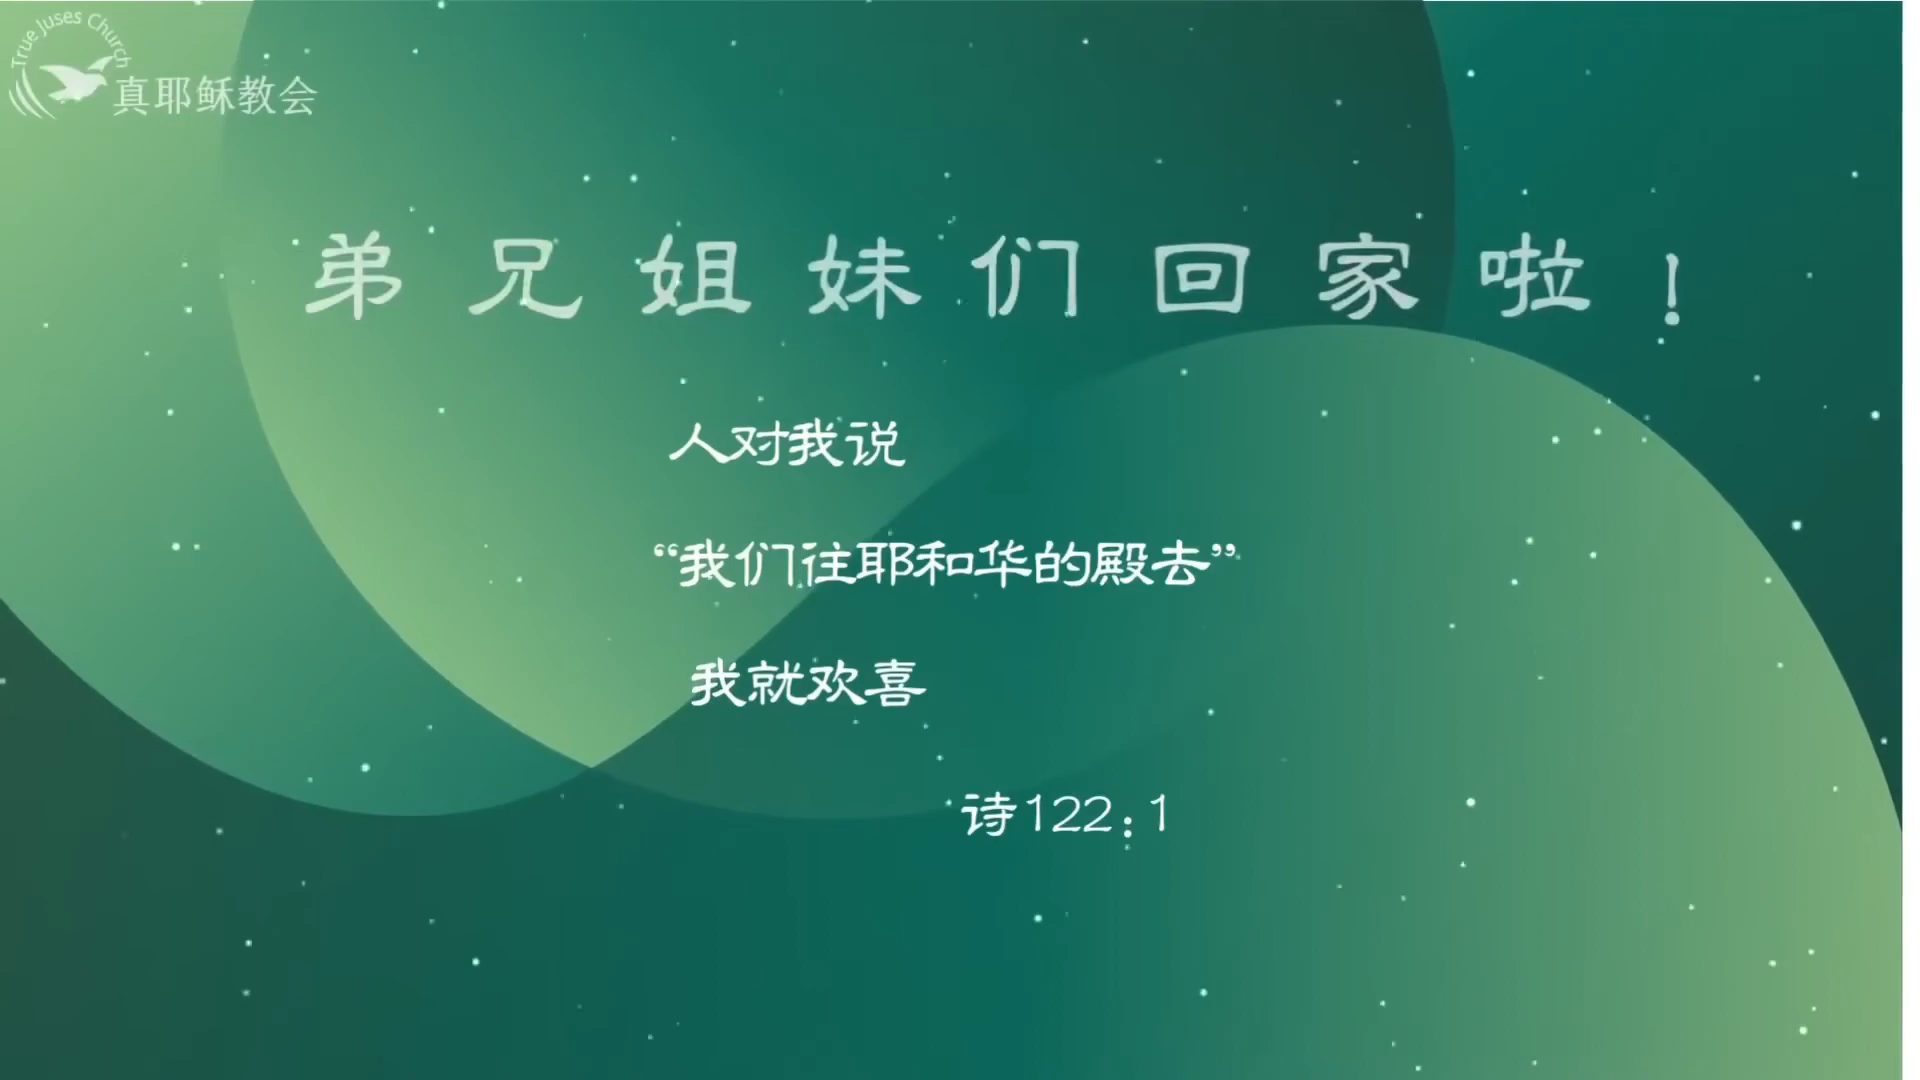 True Juses Church
真耶稣教会
弟兄姐妹们回家啦！
人对我说
“我们往耶和华的殿去”
我就欢喜
诗122：1